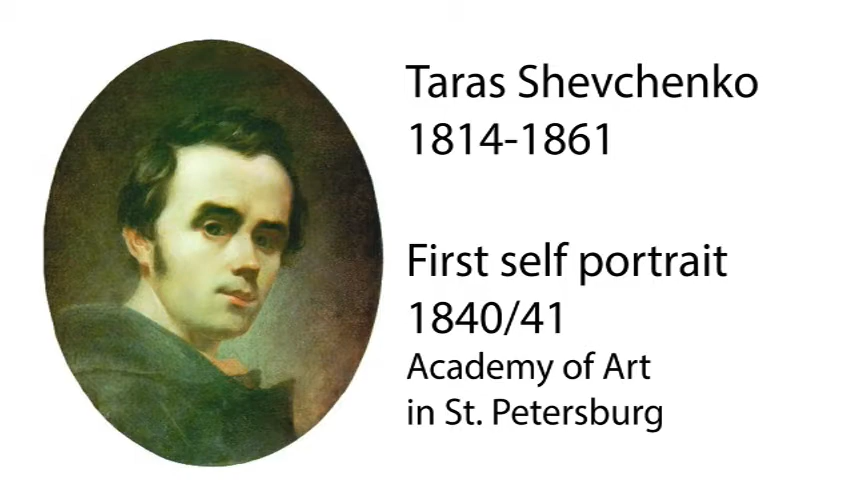 Taras Shevchenko
1814-1861
First self portrait
1840/41
Academy of Art
in St. Petersburg